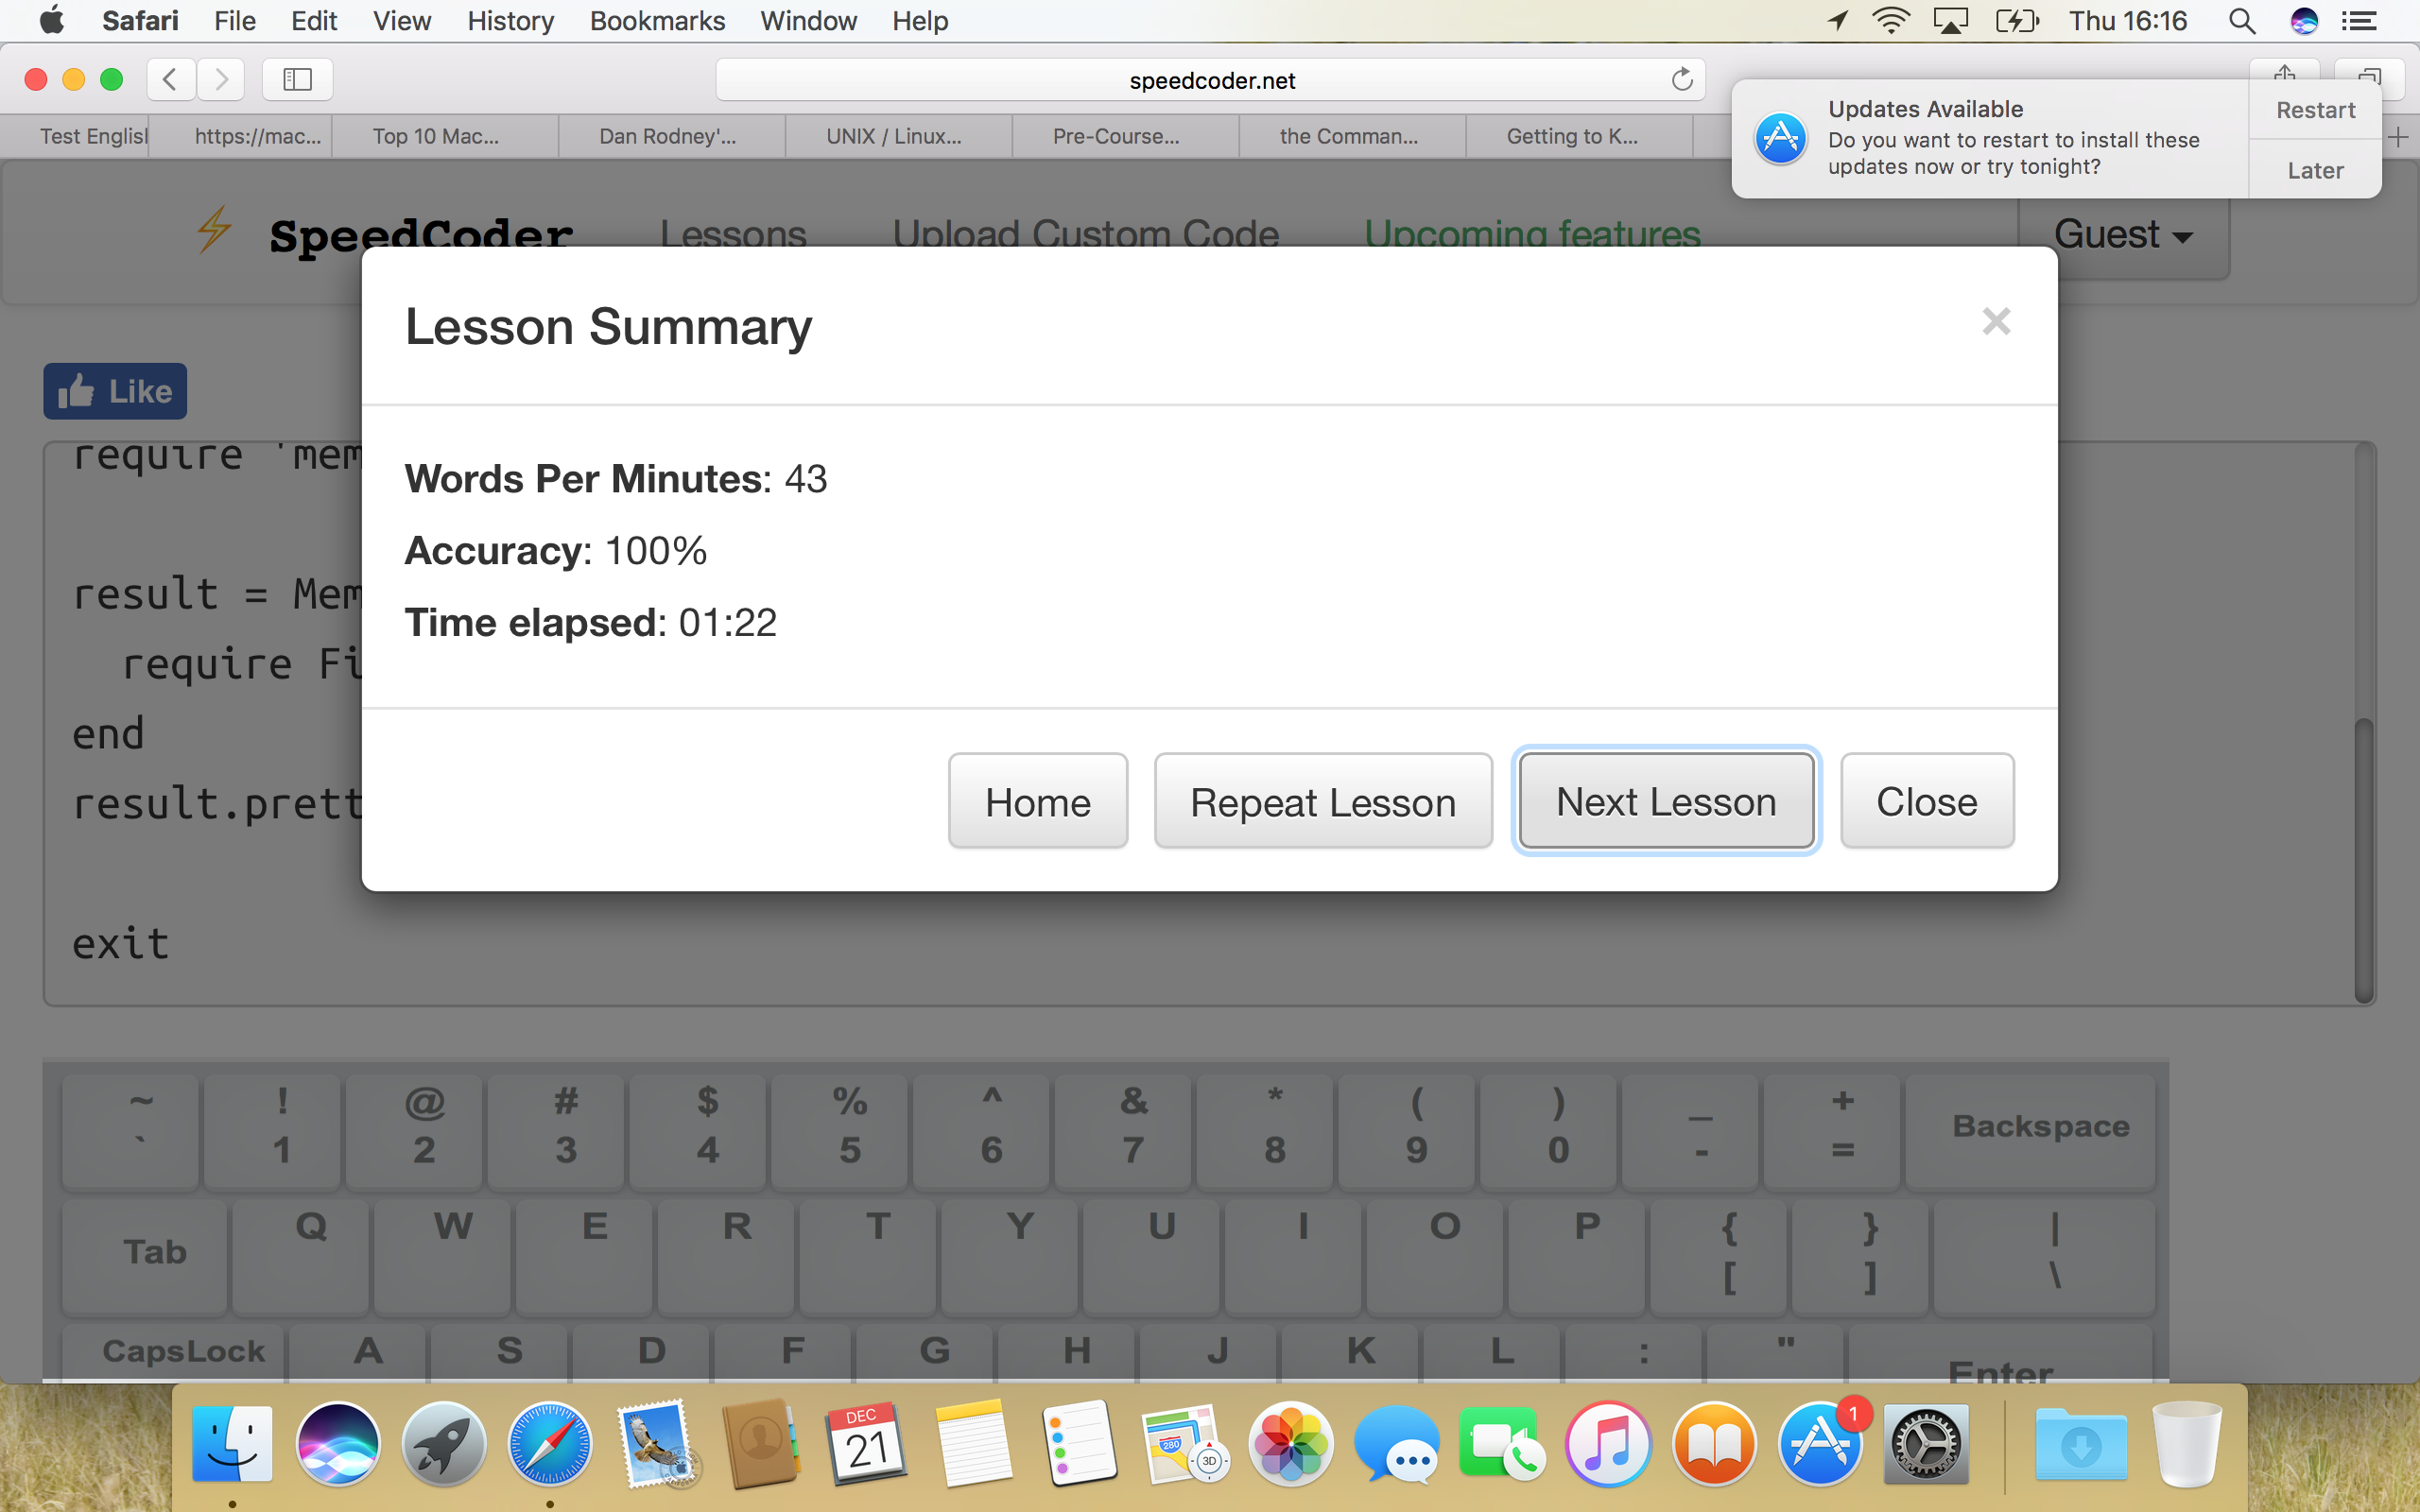 Safari File Edit View History Bookmarks Window Help Thu 16:16
speedcoder.net
Updates Available
Do you want to restart to install these
updates now or try tonight?
Restart
Later
Test Englisl https://mac... Top 10 Mac... Dan Rodney'... UNIX / Linux... Pre-Course... the Comman... Getting to K...
SpeedCoder Lessons Upload Custom Code Upcoming features Guest
Like
Lesson Summary ×
Words Per Minutes: 43
Accuracy: 100%
Time elapsed: 01:22
Home Repeat Lesson Next Lesson Close
require 'mem
result = Mem
require Fi
end
result.prett
exit
~ ! @ # $ % ^ & * ( ) _ +
` 1 2 3 4 5 6 7 8 9 0 - = Backspace
Tab Q W E R T Y U I O P { } |
[ ] \
CapsLock A S D F G H J K L : " Enter
DEC
21
280
3D
1